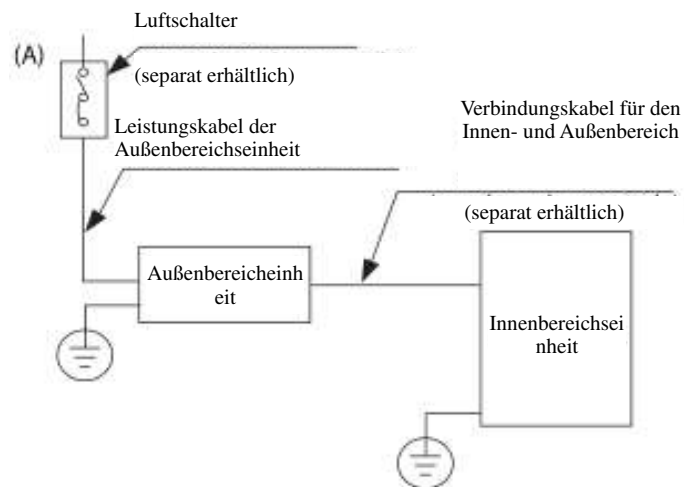 Luftschalter
(A)
(separat erhältlich)
Leistungskabel der
Außenbereichseinheit
Verbindungskabel für den
Innen- und Außenbereich
(separat erhältlich)
Außenbereicheinh
eit
Innenbereichsei
nheit